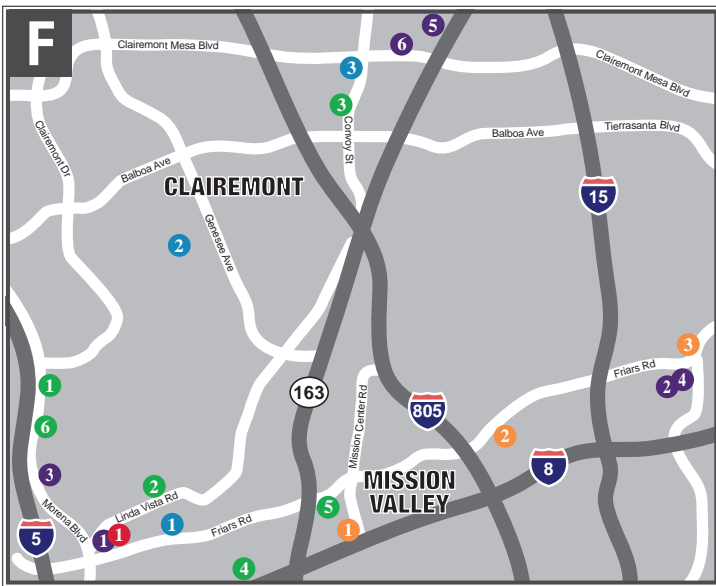 F
5
Clairemont Mesa Blvd
6
3
Clairemont Mesa Blvd
3
Convoy St
Clairemont Dr
Balboa Ave
Tierrasanta Blvd
Balboa Ave
CLAIREMONT
15
Genesee Ave
2
3
Friars Rd
1
163
Mission Center Rd
805
2
4
6
2
3
MISSION
VALLEY
8
2
Linda Vista Rd
5
Morena Blvd
1
Friars Rd
1
5
1
1
4